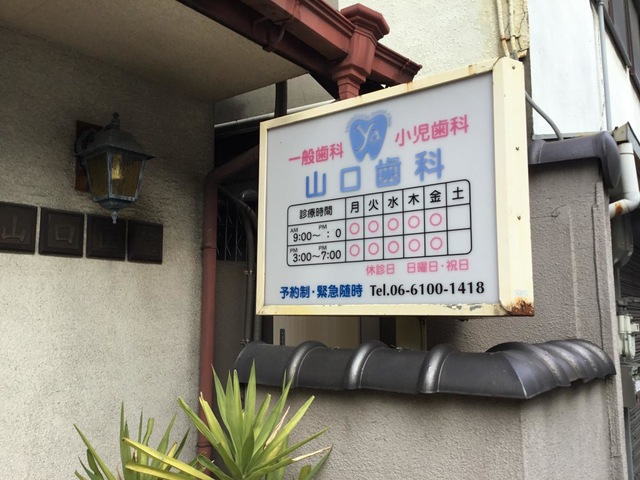 一般歯科 小児歯科
山口歯科
診療時間 月 火 水 木 金 土
AM 9:00〜 PM : 0 ○ ○ ○ ○ ○
PM 3:00〜 PM 7:00 ○ ○ ○ ○ ○
休診日 日曜日・祝日
予約制・緊急随時 Tel.06-6100-1418